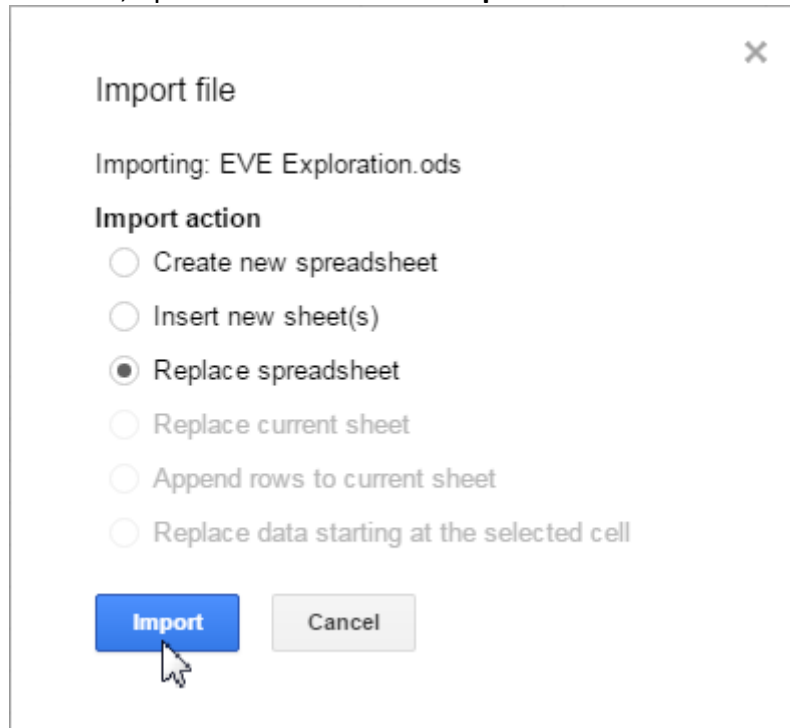 Import file
Importing: EVE Exploration.ods
Import action
Create new spreadsheet
Insert new sheet(s)
Replace spreadsheet
Replace current sheet
Append rows to current sheet
Replace data starting at the selected cell
Import Cancel